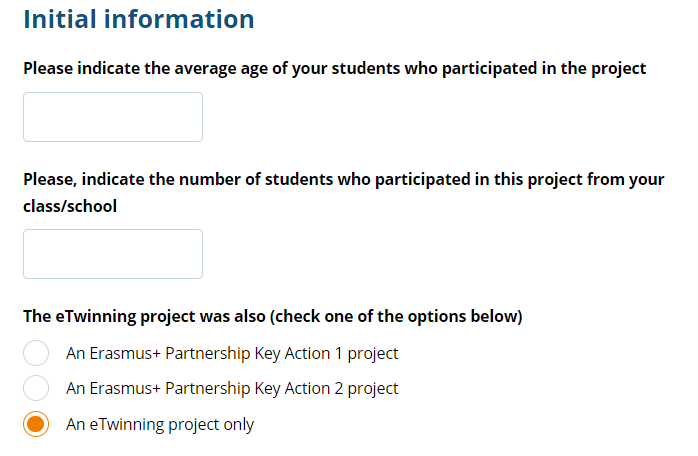 Initial information
Please indicate the average age of your students who participated in the project
Please, indicate the number of students who participated in this project from your
class/school
The eTwinning project was also (check one of the options below)
An Erasmus+ Partnership Key Action 1 project
An Erasmus+ Partnership Key Action 2 project
An eTwinning project only